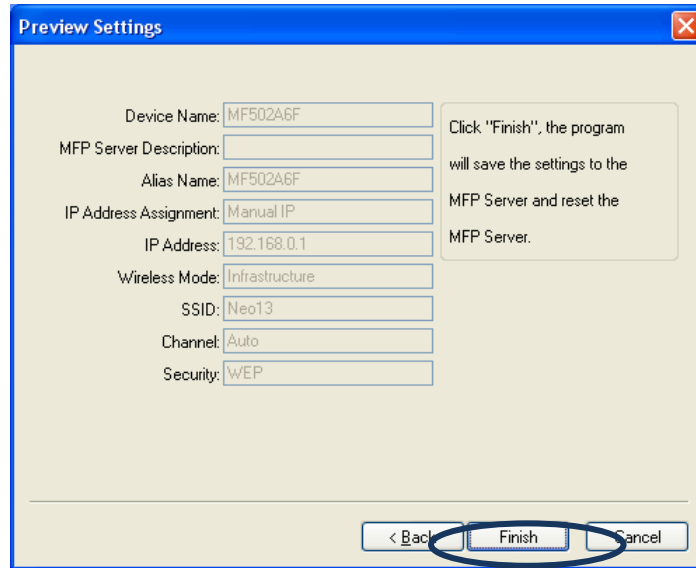 Preview Settings
Device Name: MF502A6F
MFP Server Description:
Alias Name: MF502A6F
IP Address Assignment: Manual IP
IP Address: 192.168.0.1
Wireless Mode: Infrastructure
SSID: Neo13
Channel: Auto
Security: WEP
Click "Finish", the program
will save the settings to the
MFP Server and reset the
MFP Server.
< Back Finish Cancel